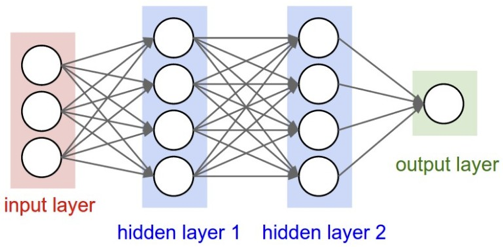 input layer
hidden layer 1
hidden layer 2
output layer